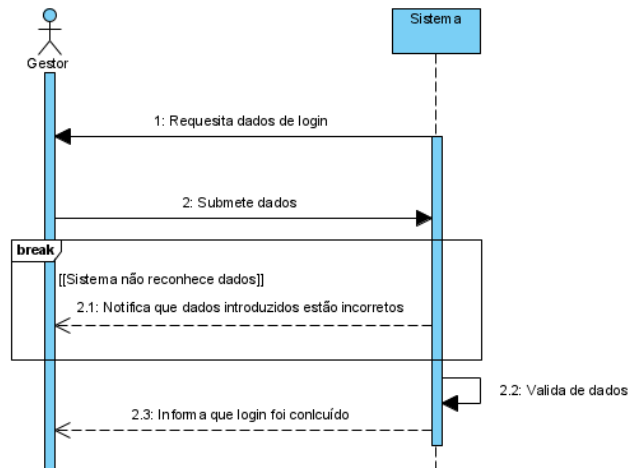 Sistema
Gestor
1: Requesita dados de login
2: Submete dados
break
[[Sistema não reconhece dados]]
2.1: Notifica que dados introduzidos estão incorretos
2.2: Valida de dados
2.3: Informa que login foi conlcuído